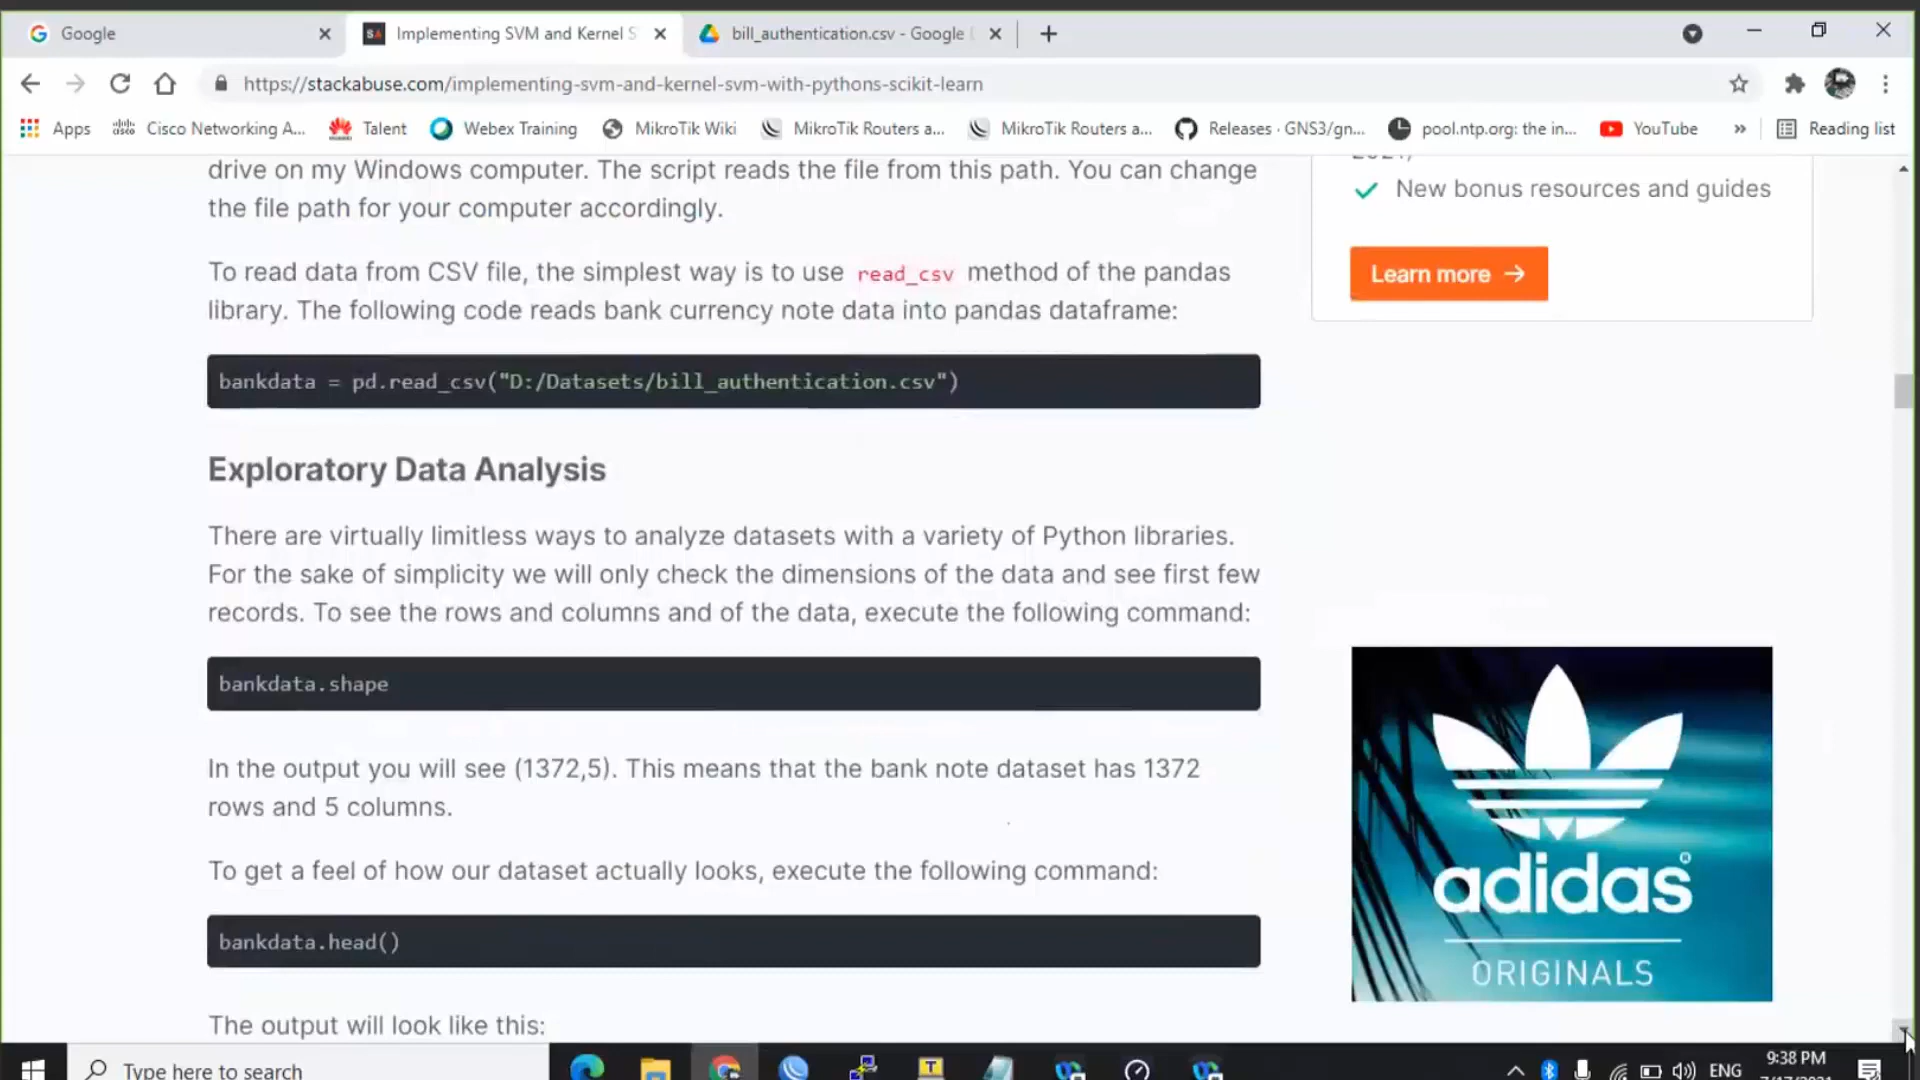 Google
Implementing SVM and Kernel S
bill_authentication.csv - Google
https://stackabuse.com/implementing-svm-and-kernel-svm-with-pythons-scikit-learn
Apps
Cisco Networking A...
Talent
Webex Training
MikroTik Wiki
MikroTik Routers a...
MikroTik Routers a...
Releases · GNS3/gn...
pool.ntp.org: the in...
YouTube
»
Reading list
drive on my Windows computer. The script reads the file from this path. You can change
the file path for your computer accordingly.
To read data from CSV file, the simplest way is to use read_csv method of the pandas
library. The following code reads bank currency note data into pandas dataframe:
bankdata = pd.read_csv("D:/Datasets/bill_authentication.csv")
Exploratory Data Analysis
There are virtually limitless ways to analyze datasets with a variety of Python libraries.
For the sake of simplicity we will only check the dimensions of the data and see first few
records. To see the rows and columns and of the data, execute the following command:
bankdata.shape
In the output you will see (1372,5). This means that the bank note dataset has 1372
rows and 5 columns.
To get a feel of how our dataset actually looks, execute the following command:
bankdata.head()
The output will look like this:
New bonus resources and guides
Learn more →
adidas®
ORIGINALS
Type here to search
ENG
9:38 PM